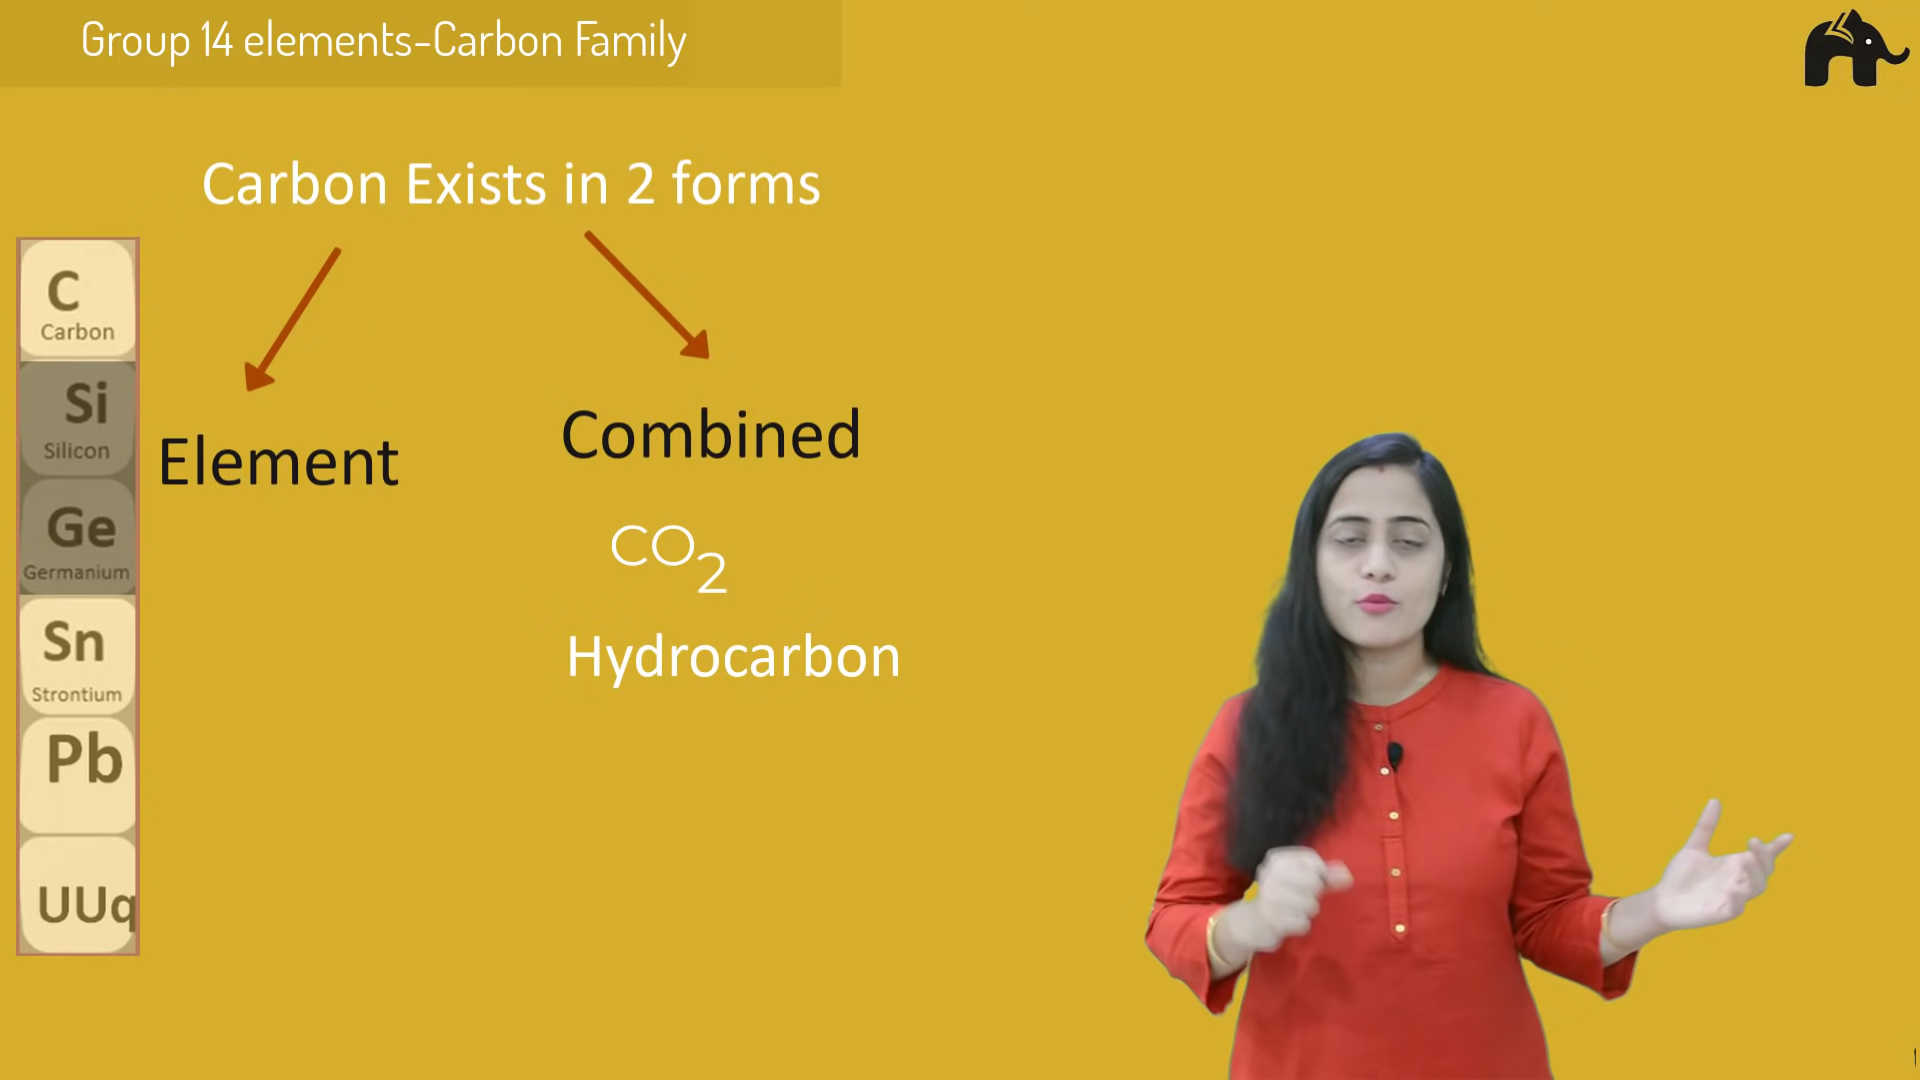 Group 14 elements-Carbon Family
Carbon Exists in 2 forms
C
Carbon
Si
Silicon
Ge
Germanium
Sn
Strontium
Pb
UUq
Element
Combined
CO2
Hydrocarbon